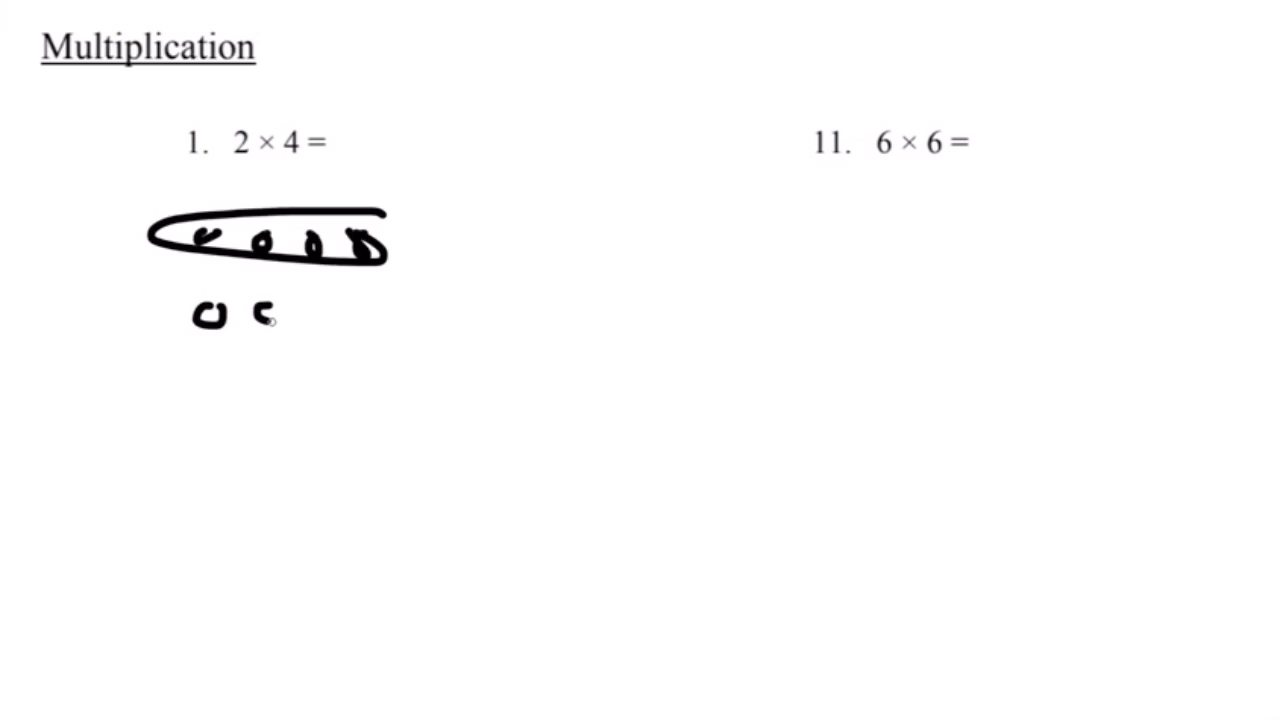 Multiplication
1. 2 × 4 =
11. 6 × 6 =